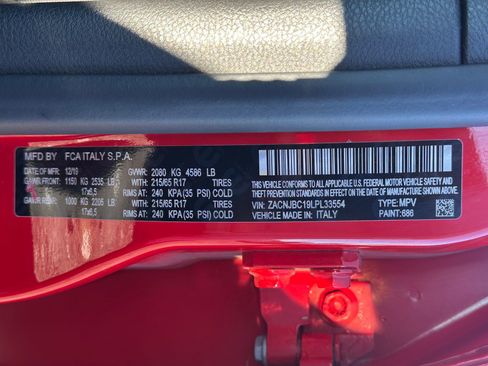 MFD BY FCA ITALY S.P.A.
DATE OF MFR: 12/19 GVWR: 2080 KG 4586 LB
GAWR FRONT: 1150 KG 2535 LB WITH: 215/65 R17 TIRES
17x6,5 RIMS AT: 240 KPA(35 PSI) COLD
GAWR REAR: 1000 KG 2205 LB WITH: 215/65 R17 TIRES
17x6,5 RIMS AT: 240 KPA(35 PSI) COLD
THIS VEHICLE CONFORMS TO ALL APPLICABLE FEDERAL
MOTOR VEHICLE SAFETY, BUMPER, AND THEFT PREVENTION
STANDARDS IN EFFECT ON THE DATE OF MANUFACTURE SHOWN ABOVE
VIN: ZACNJBC19LPL33554 TYPE: MPV
VEHICLE MADE IN: ITALY PAINT: 686